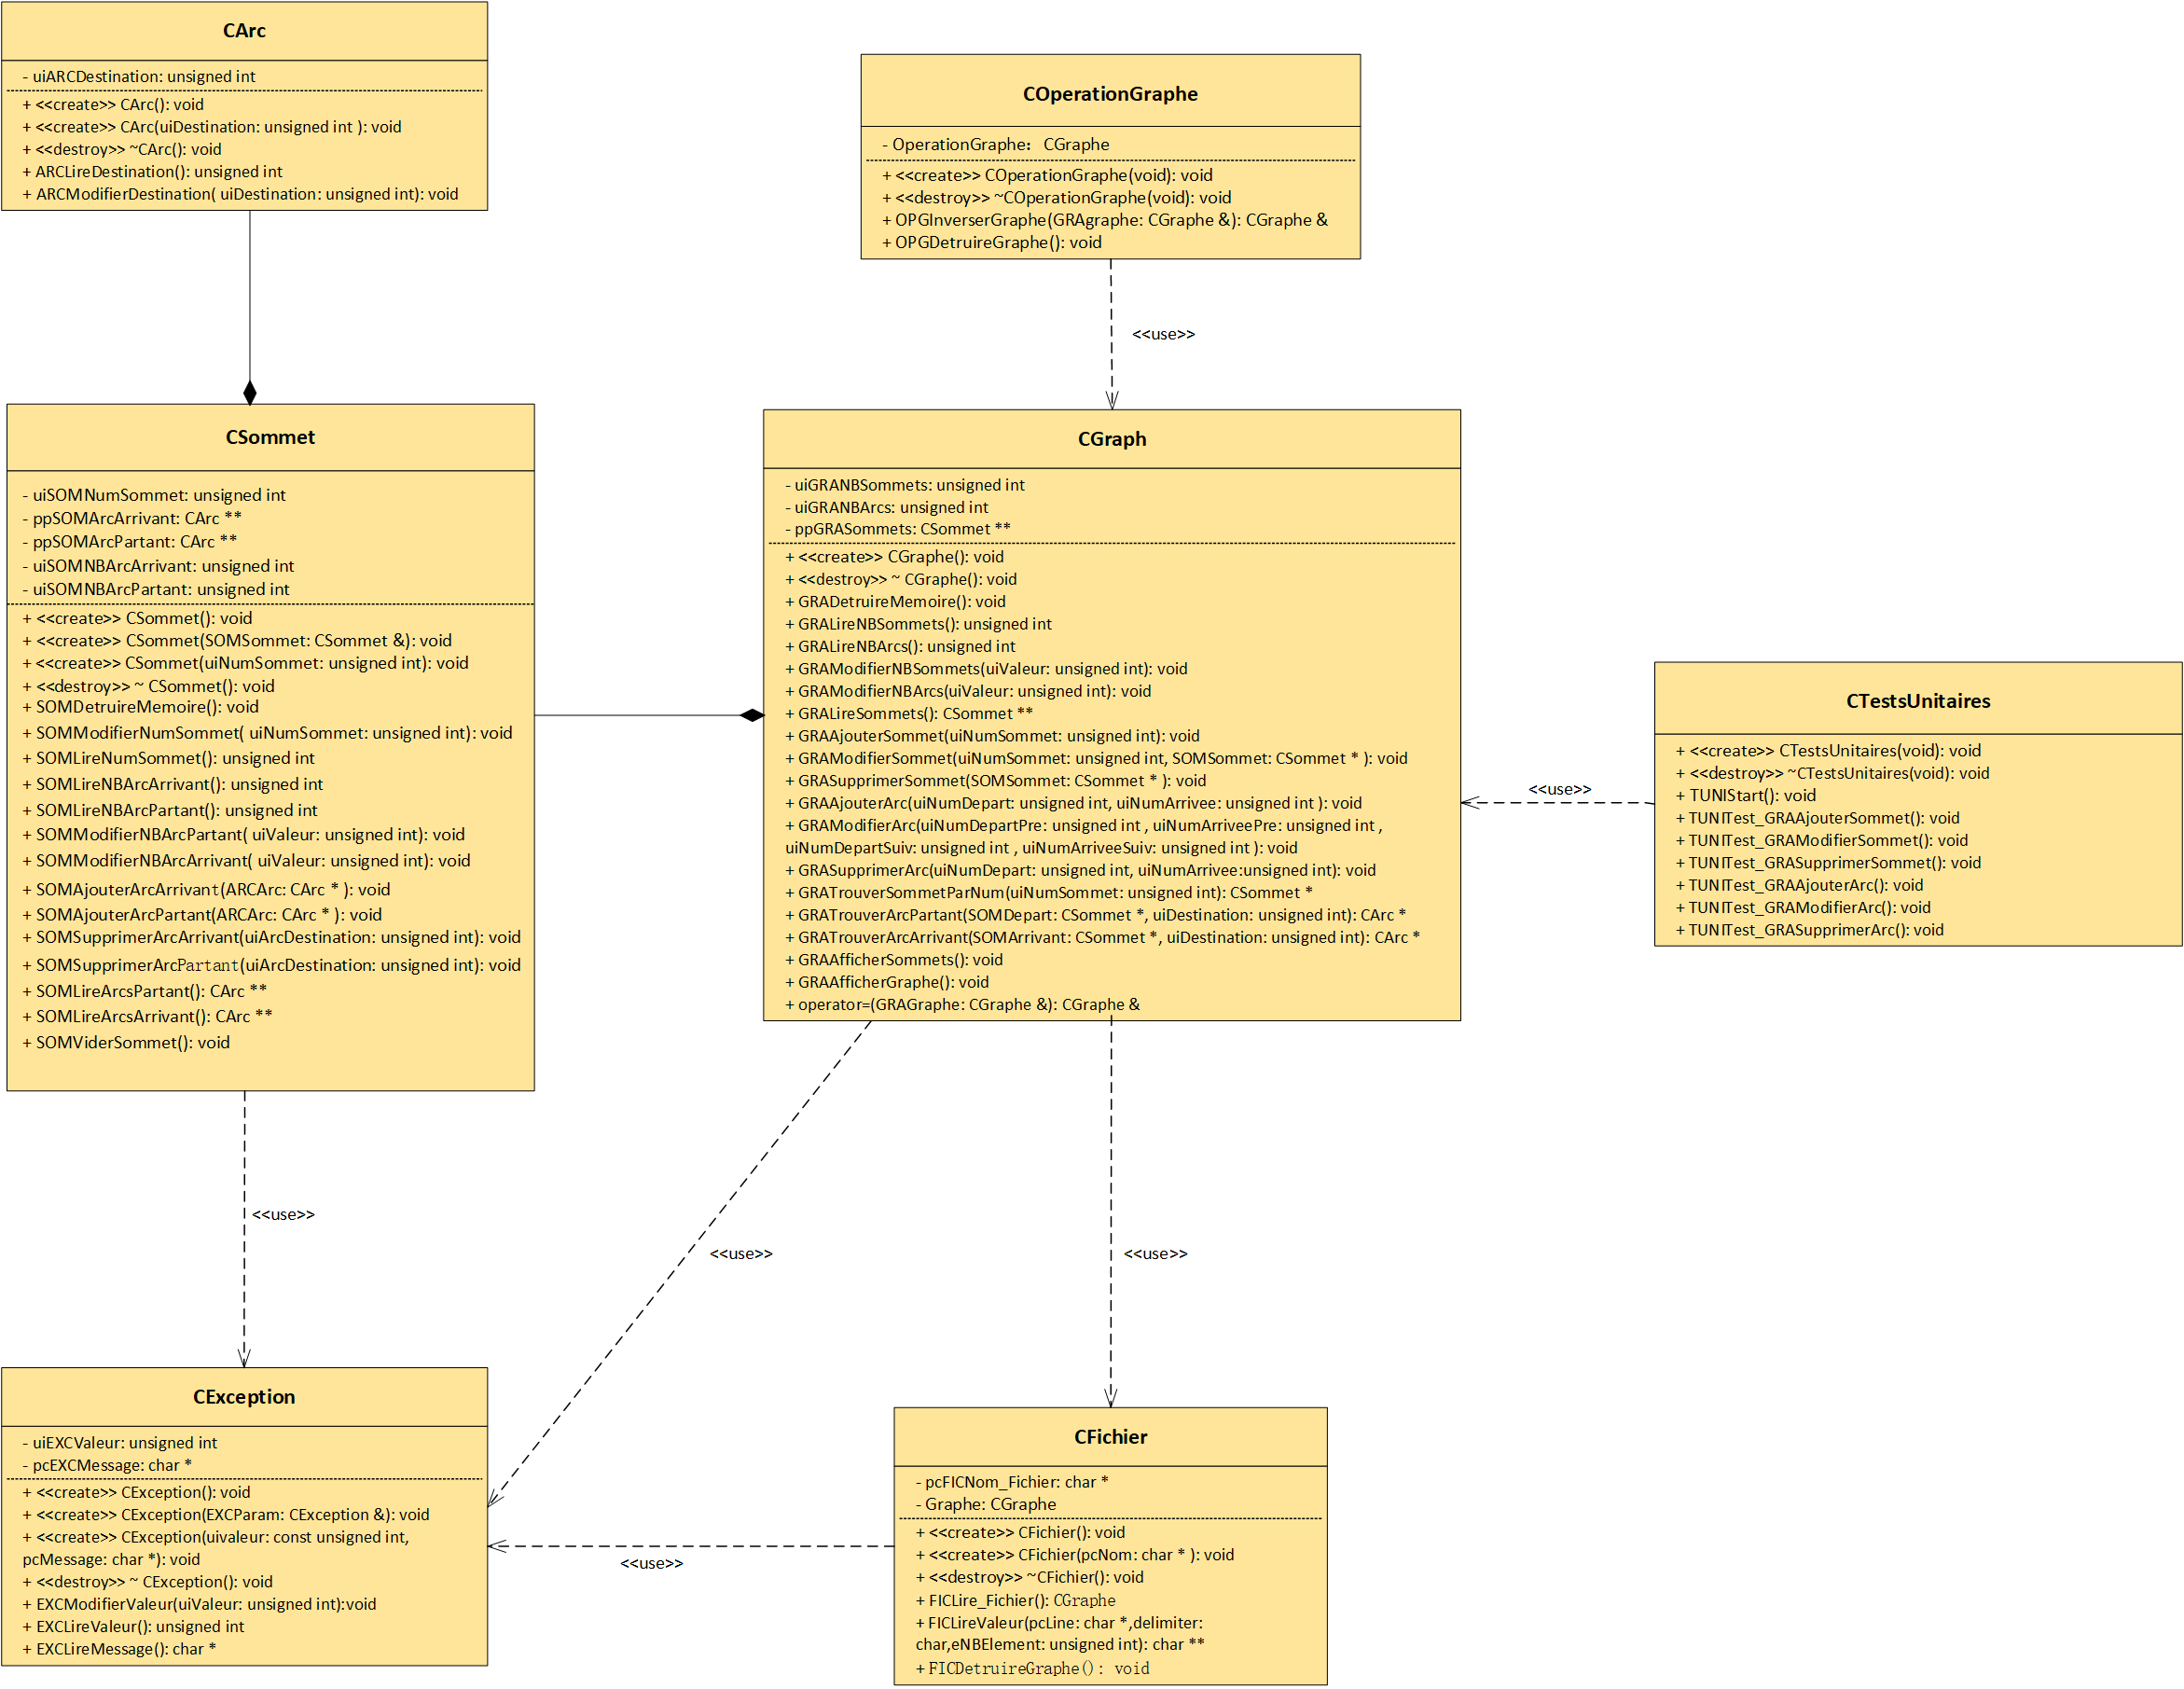 CArc
- uiARCDestination: unsigned int
+ <<create>> CArc(): void
+ <<create>> CArc(uiDestination: unsigned int ): void
+ <<destroy>> ~CArc(): void
+ ARCLireDestination(): unsigned int
+ ARCModifierDestination( uiDestination: unsigned int): void
COperationGraphe
- OperationGraphe： CGraphe
+ <<create>> COperationGraphe(void): void
+ <<destroy>> ~COperationGraphe(void): void
+ OPGInverserGraphe(GRAgraphe: CGraphe &): CGraphe &
+ OPGDetruireGraphe(): void
<<use>>
CSommet
- uiSOMNumSommet: unsigned int
- ppSOMArcArrivant: CArc **
- ppSOMArcPartant: CArc **
- uiSOMNBArcArrivant: unsigned int
- uiSOMNBArcPartant: unsigned int
+ <<create>> CSommet(): void
+ <<create>> CSommet(SOMSommet: CSommet &): void
+ <<create>> CSommet(uiNumSommet: unsigned int): void
+ <<destroy>> ~ CSommet(): void
+ SOMDetruireMemoire(): void
+ SOMModifierNumSommet( uiNumSommet: unsigned int): void
+ SOMLireNumSommet(): unsigned int
+ SOMLireNBArcArrivant(): unsigned int
+ SOMLireNBArcPartant(): unsigned int
+ SOMModifierNBArcPartant( uiValeur: unsigned int): void
+ SOMModifierNBArcArrivant( uiValeur: unsigned int): void
+ SOMAjouterArcArrivant(ARCArc: CArc * ): void
+ SOMAjouterArcPartant(ARCArc: CArc * ): void
+ SOMSupprimerArcArrivant(uiArcDestination: unsigned int): void
+ SOMSupprimerArcPartant(uiArcDestination: unsigned int): void
+ SOMLireArcsPartant(): CArc **
+ SOMLireArcsArrivant(): CArc **
+ SOMViderSommet(): void
CGraph
- uiGRANBSommets: unsigned int
- uiGRANBArcs: unsigned int
- ppGRASommets: CSommet **
+ <<create>> CGraphe(): void
+ <<destroy>> ~ CGraphe(): void
+ GRADetruireMemoire(): void
+ GRALireNBSommets(): unsigned int
+ GRALireNBArcs(): unsigned int
+ GRAModifierNBSommets(uiValeur: unsigned int): void
+ GRAModifierNBArcs(uiValeur: unsigned int): void
+ GRALireSommets(): CSommet **
+ GRAAjouterSommet(uiNumSommet: unsigned int): void
+ GRAModifierSommet(uiNumSommet: unsigned int, SOMSommet: CSommet * ): void
+ GRASupprimerSommet(SOMSommet: CSommet * ): void
+ GRAAjouterArc(uiNumDepart: unsigned int, uiNumArrivee: unsigned int ): void
+ GRAModifierArc(uiNumDepartPre: unsigned int , uiNumArriveePre: unsigned int ,
uiNumDepartSuiv: unsigned int , uiNumArriveeSuiv: unsigned int ): void
+ GRASupprimerArc(uiNumDepart: unsigned int, uiNumArrivee:unsigned int): void
+ GRATrouverSommetParNum(uiNumSommet: unsigned int): CSommet *
+ GRATrouverArcPartant(SOMDepart: CSommet *, uiDestination: unsigned int): CArc *
+ GRATrouverArcArrivant(SOMArrivant: CSommet *, uiDestination: unsigned int): CArc *
+ GRAAfficherSommets(): void
+ GRAAfficherGraphe(): void
+ operator=(GRAGraphe: CGraphe &): CGraphe &
<<use>>
CTestsUnitaires
+ <<create>> CTestsUnitaires(void): void
+ <<destroy>> ~CTestsUnitaires(void): void
+ TUNIStart(): void
+ TUNITest_GRAAjouterSommet(): void
+ TUNITest_GRAModifierSommet(): void
+ TUNITest_GRASupprimerSommet(): void
+ TUNITest_GRAAjouterArc(): void
+ TUNITest_GRAModifierArc(): void
+ TUNITest_GRASupprimerArc(): void
<<use>>
<<use>>
<<use>>
CException
- uiEXCValeur: unsigned int
- pcEXCMessage: char *
+ <<create>> CException(): void
+ <<create>> CException(EXCParam: CException &): void
+ <<create>> CException(uivaleur: const unsigned int,
pcMessage: char *): void
+ <<destroy>> ~ CException(): void
+ EXCModifierValeur(uiValeur: unsigned int):void
+ EXCLireValeur(): unsigned int
+ EXCLireMessage(): char *
<<use>>
CFichier
- pcFICNom_Fichier: char *
- Graphe: CGraphe
+ <<create>> CFichier(): void
+ <<create>> CFichier(pcNom: char * ): void
+ <<destroy>> ~CFichier(): void
+ FICLire_Fichier(): CGraphe
+ FICLireValeur(pcLine: char *,delimiter:
char,eNBElement: unsigned int): char **
+ FICDetruireGraphe(): void